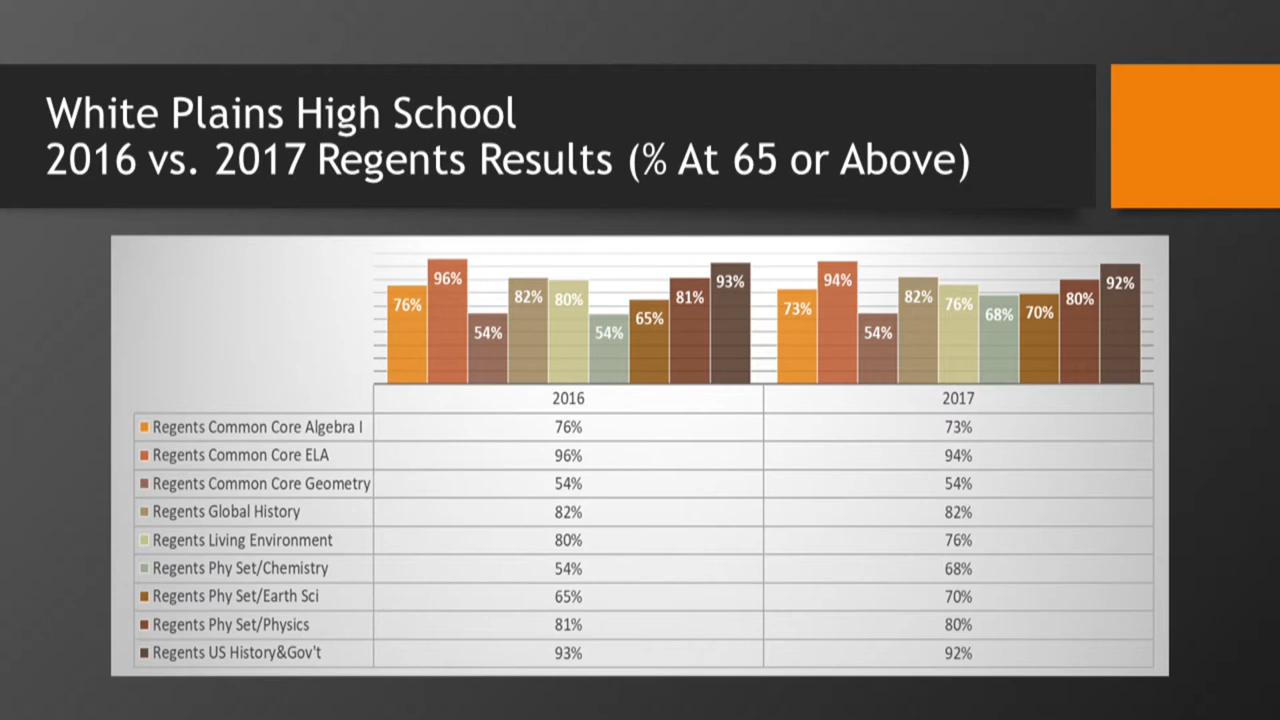 White Plains High School
2016 vs. 2017 Regents Results (% At 65 or Above)
76% 96% 54% 82% 80% 54% 65% 81% 93% 73% 94% 54% 82% 76% 68% 70% 80% 92%
2016 2017
Regents Common Core Algebra I 76% 73%
Regents Common Core ELA 96% 94%
Regents Common Core Geometry 54% 54%
Regents Global History 82% 82%
Regents Living Environment 80% 76%
Regents Phy Set/Chemistry 54% 68%
Regents Phy Set/Earth Sci 65% 70%
Regents Phy Set/Physics 81% 80%
Regents US History&Gov't 93% 92%